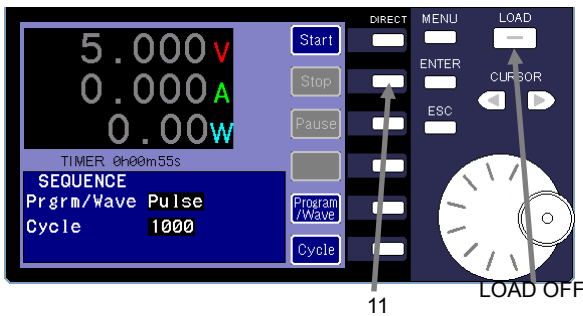 DIRECT MENU LOAD
5.000V Start
ENTER
0.000A Stop CURSOR
ESC
0.00W Pause
TIMER 0h00m55s
SEQUENCE
Prgrm/Wave Pulse Program
/Wave
Cycle 1000 Cycle
LOAD OFF
11